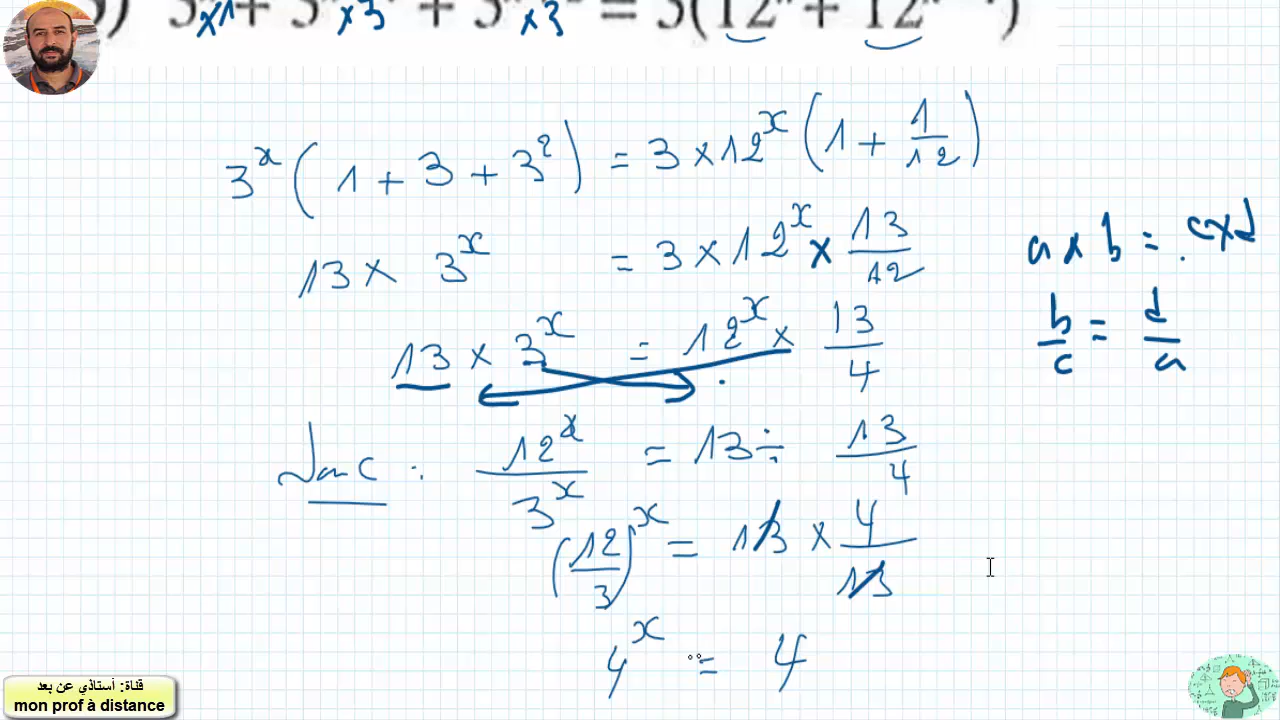 3^x ( 1 + 3 + 3^2 ) = 3 × 12^x ( 1 + 1/12 )
13 × 3^x = 3 × 12^x × 13/12
a × b = c × d
13 × 3^x = 12^x × 13/4
b/c = d/a
Donc : 12^x/3^x = 13 ÷ 13/4
(12/3)^x = 13 × 4/13
4^x = 4
قناة: أستاذي عن بعد
mon prof à distance